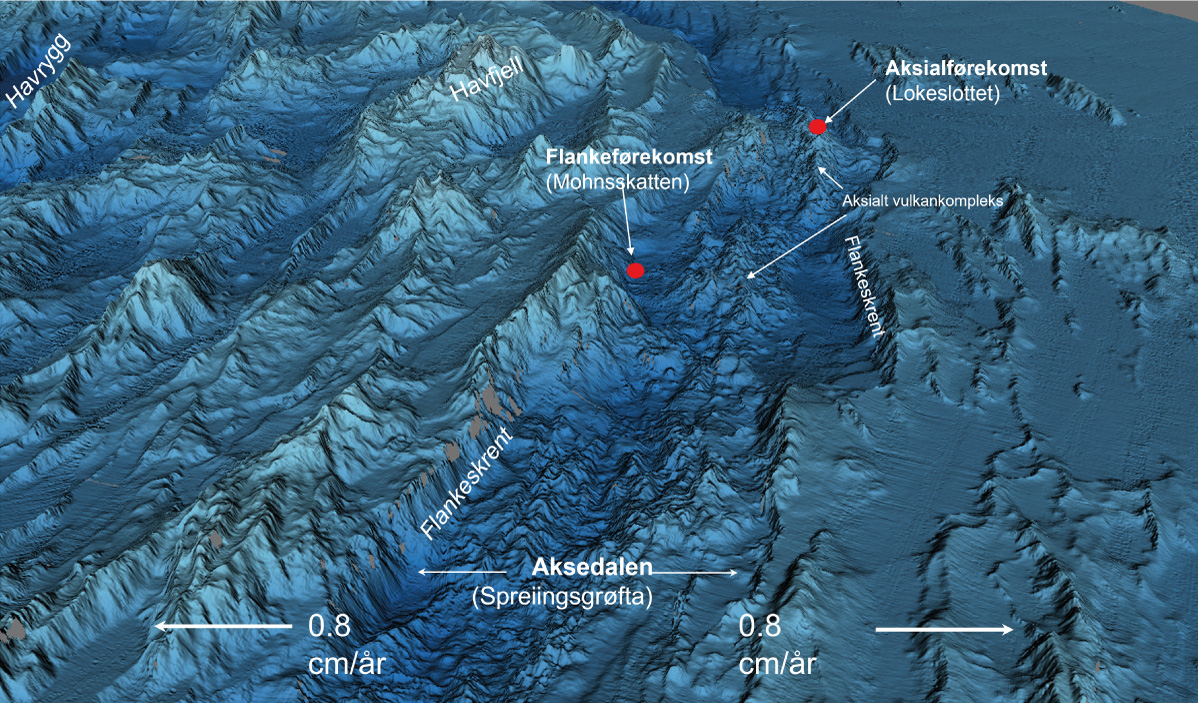 Havrygg
Havfjell
Aksialførekomst
(Lokeslottet)
Flankeførekomst
(Mohnsskatten)
Aksialt vulkankompleks
Flankeskrent
Flankeskrent
Aksedalen
(Spreiingsgrøfta)
0.8
cm/år
0.8
cm/år